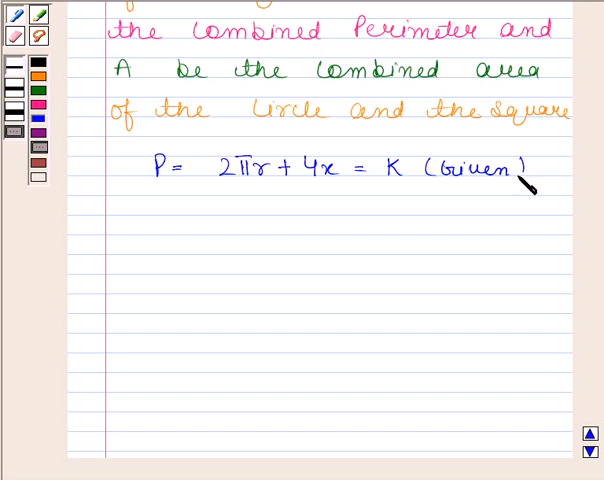 the combined Perimeter and
A be the combined area
of the Circle and the square
P = 2πr + 4x = K (Given)